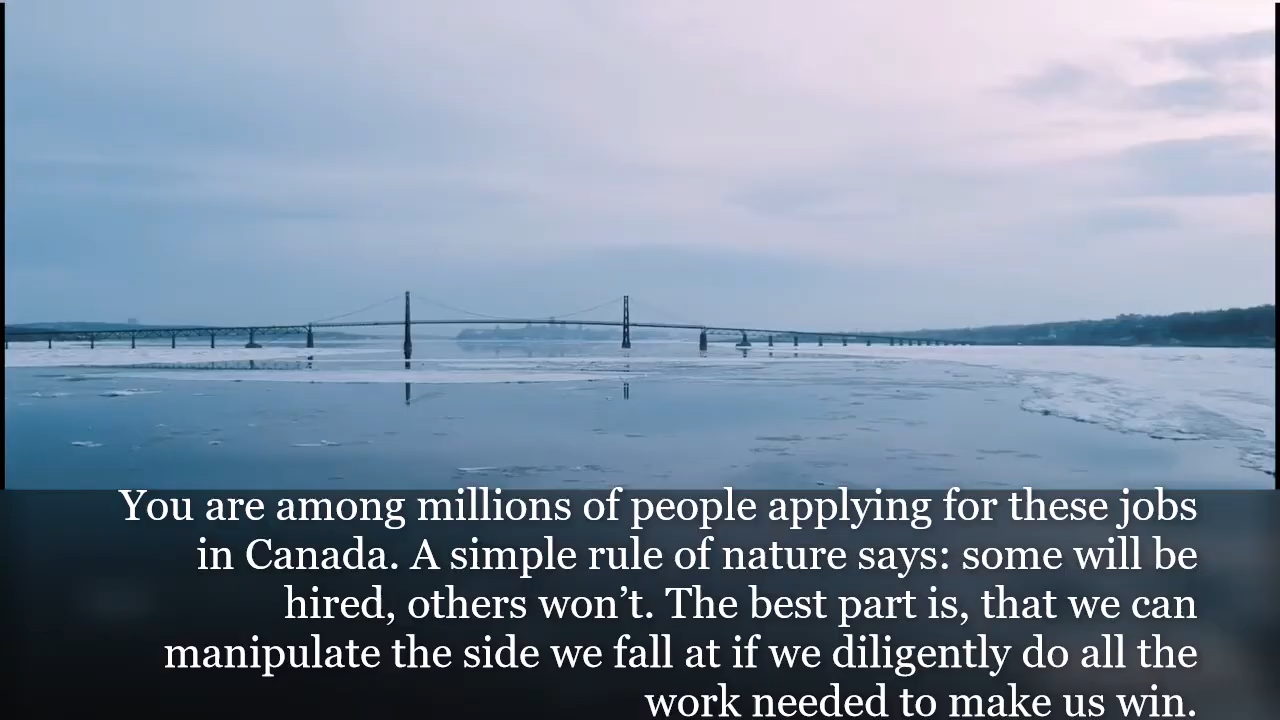 You are among millions of people applying for these jobs
in Canada. A simple rule of nature says: some will be
hired, others won’t. The best part is, that we can
manipulate the side we fall at if we diligently do all the
work needed to make us win.